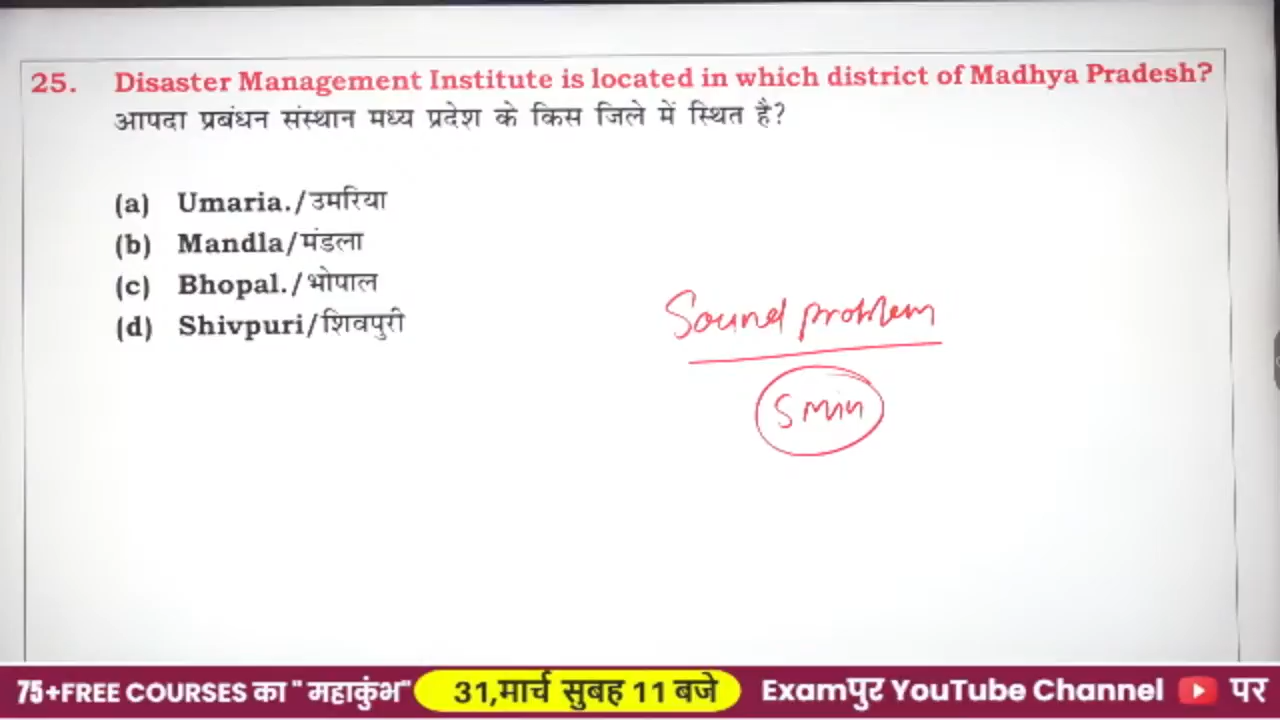 25. Disaster Management Institute is located in which district of Madhya Pradesh?
आपदा प्रबंधन संस्थान मध्य प्रदेश के किस जिले में स्थित है?
(a) Umaria./उमरिया
(b) Mandla/मंडला
(c) Bhopal./भोपाल
(d) Shivpuri/शिवपुरी
Sound problem
5 min
75+FREE COURSES का " महाकुंभ" 31,मार्च सुबह 11 बजे Examपुर YouTube Channel पर